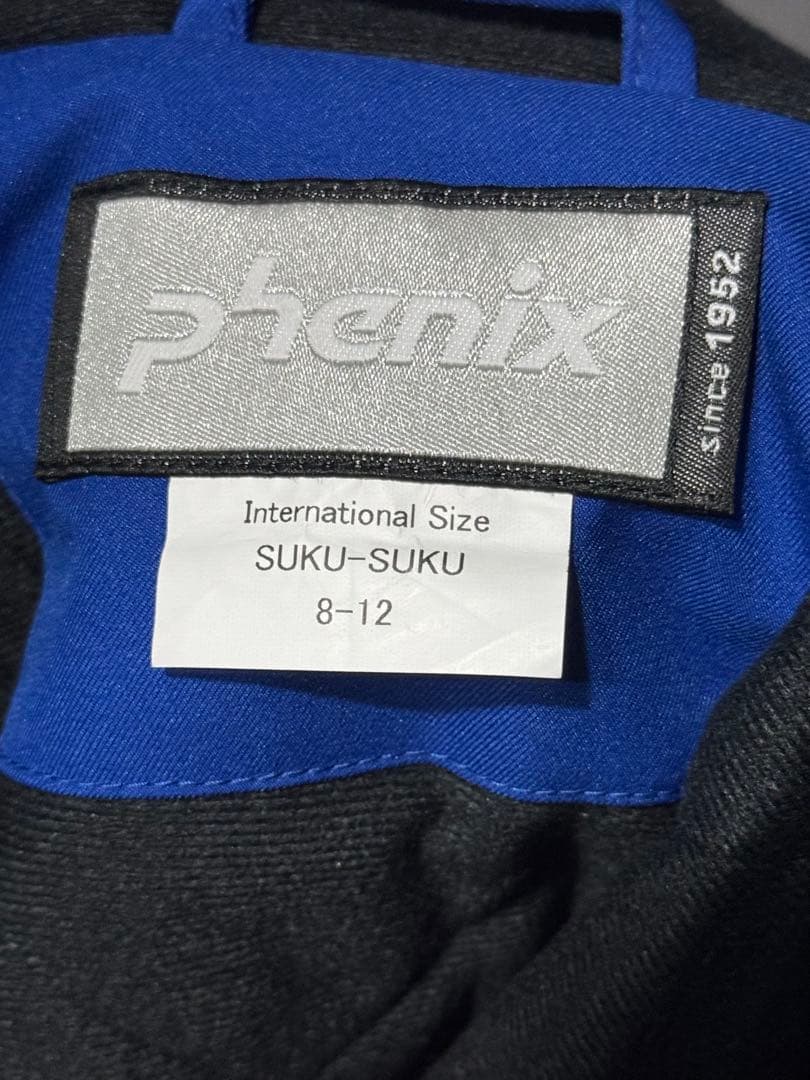 phenix
since 1952
International Size
SUKU-SUKU
8-12